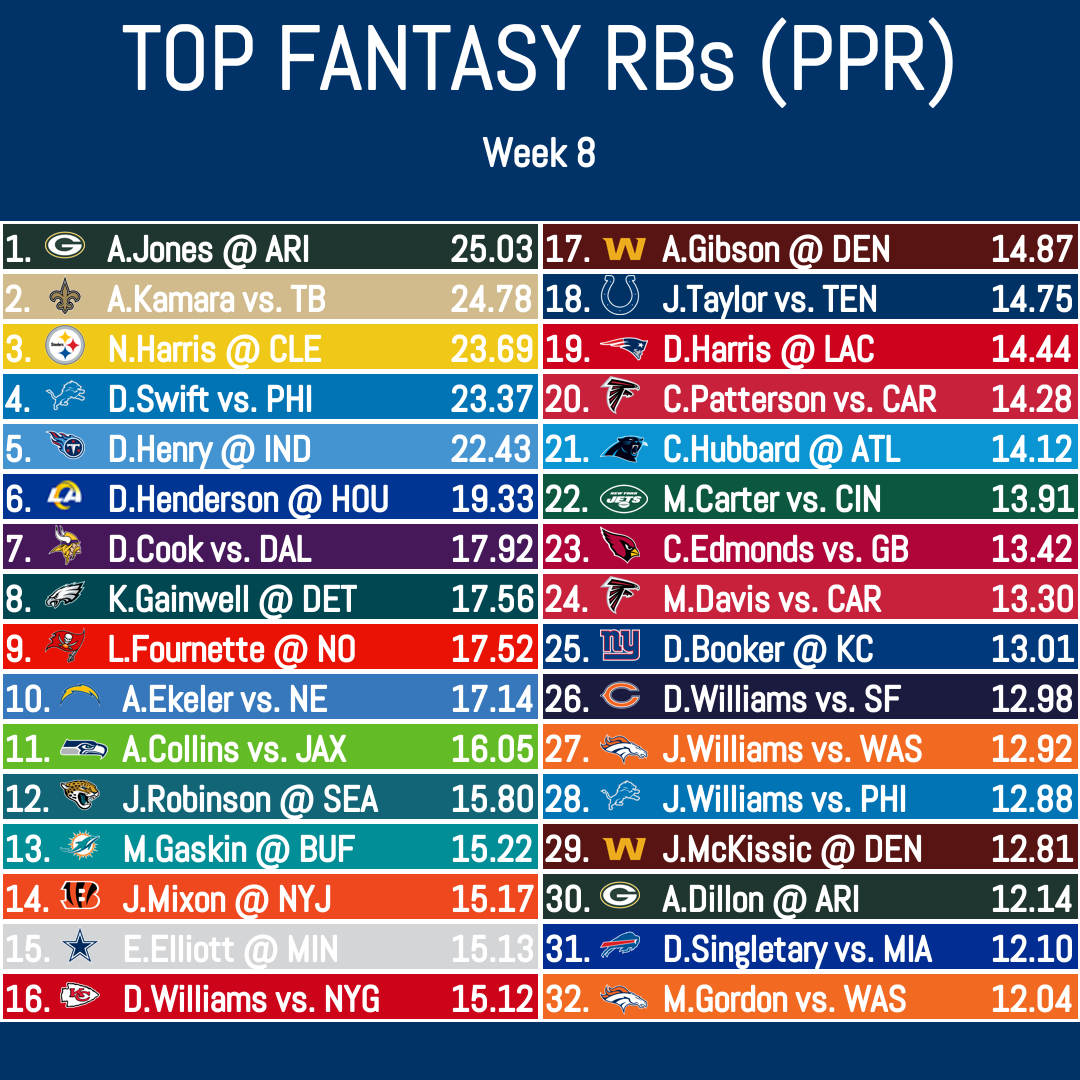 TOP FANTASY RBs (PPR)
Week 8
1. A.Jones @ ARI 25.03
2. A.Kamara vs. TB 24.78
3. N.Harris @ CLE 23.69
4. D.Swift vs. PHI 23.37
5. D.Henry @ IND 22.43
6. D.Henderson @ HOU 19.33
7. D.Cook vs. DAL 17.92
8. K.Gainwell @ DET 17.56
9. L.Fournette @ NO 17.52
10. A.Ekeler vs. NE 17.14
11. A.Collins vs. JAX 16.05
12. J.Robinson @ SEA 15.80
13. M.Gaskin @ BUF 15.22
14. J.Mixon @ NYJ 15.17
15. E.Elliott @ MIN 15.13
16. D.Williams vs. NYG 15.12
17. A.Gibson @ DEN 14.87
18. J.Taylor vs. TEN 14.75
19. D.Harris @ LAC 14.44
20. C.Patterson vs. CAR 14.28
21. C.Hubbard @ ATL 14.12
22. M.Carter vs. CIN 13.91
23. C.Edmonds vs. GB 13.42
24. M.Davis vs. CAR 13.30
25. D.Booker @ KC 13.01
26. D.Williams vs. SF 12.98
27. J.Williams vs. WAS 12.92
28. J.Williams vs. PHI 12.88
29. J.McKissic @ DEN 12.81
30. A.Dillon @ ARI 12.14
31. D.Singletary vs. MIA 12.10
32. M.Gordon vs. WAS 12.04